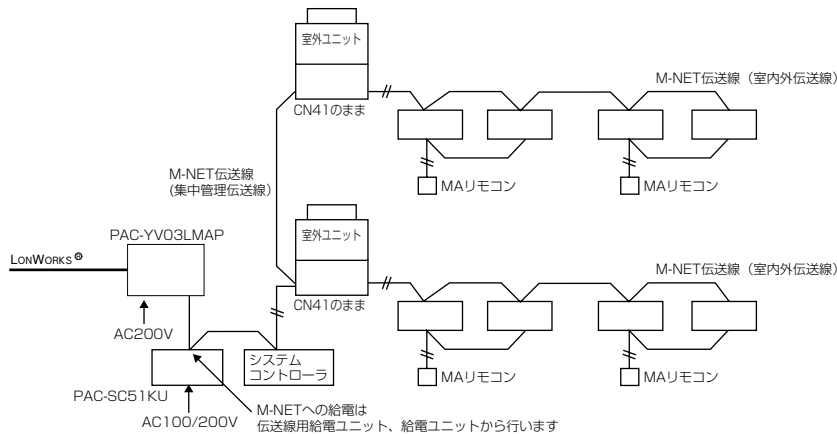 室外ユニット
CN41のまま
M-NET伝送線（室内外伝送線）
MAリモコン
MAリモコン
M-NET伝送線
(集中管理伝送線)
PAC-YV03LMAP
LONWORKS®
AC200V
室外ユニット
CN41のまま
M-NET伝送線（室内外伝送線）
MAリモコン
MAリモコン
システム
コントローラ
PAC-SC51KU
AC100/200V
M-NETへの給電は
伝送線用給電ユニット、給電ユニットから行います